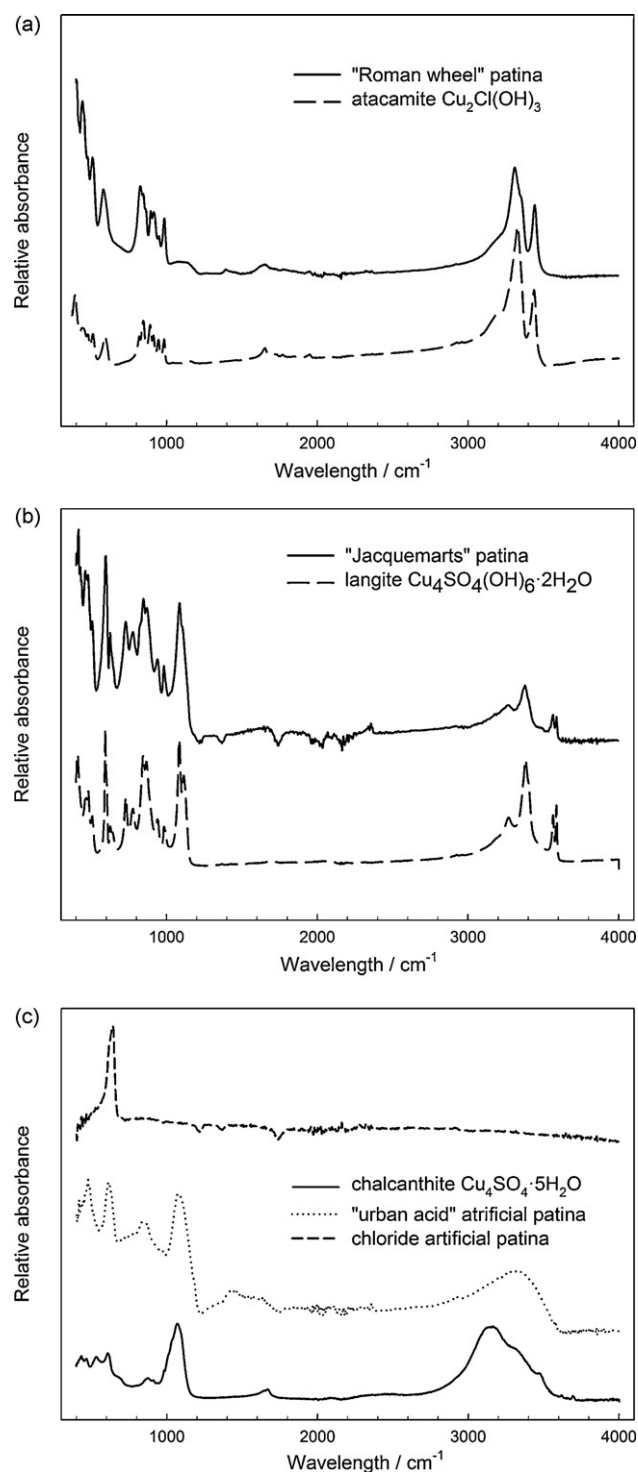 (a)
"Roman wheel" patina
atacamite Cu₂Cl(OH)₃
Relative absorbance
1000 2000 3000 4000
Wavelength / cm⁻¹
(b)
"Jacquemarts" patina
langite Cu₄SO₄(OH)₆·2H₂O
Relative absorbance
1000 2000 3000 4000
Wavelength / cm⁻¹
(c)
Relative absorbance
chalcanthite Cu₄SO₄·5H₂O
"urban acid" atrificial patina
chloride artificial patina
1000 2000 3000 4000
Wavelength / cm⁻¹